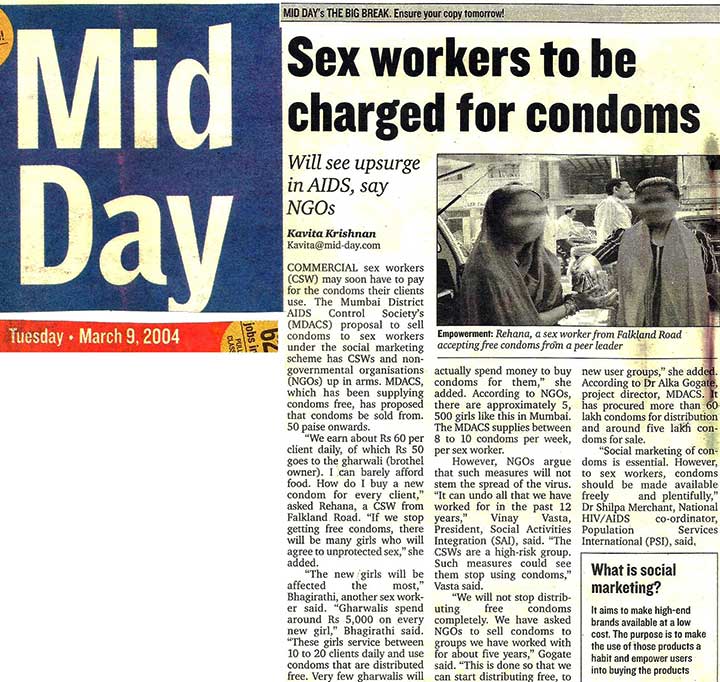 Mid
Day
Tuesday • March 9, 2004
MID DAY's THE BIG BREAK. Ensure your copy tomorrow!
Sex workers to be
charged for condoms
Will see upsurge
in AIDS, say
NGOs
Kavita Krishnan
Kavita@mid-day.com
COMMERCIAL sex workers
(CSW) may soon have to pay
for the condoms their clients
use. The Mumbai District
AIDS Control Society's
(MDACS) proposal to sell
condoms to sex workers
under the social marketing
scheme has CSWs and non-
governmental organisations
(NGOs) up in arms. MDACS,
which has been supplying
condoms free, has proposed
that condoms be sold from.
50 paise onwards.
"We earn about Rs 60 per
client daily, of which Rs 50
goes to the gharwali (brothel
owner). I can barely afford
food. How do I buy a new
condom for every client,"
asked Rehana, a CSW from
Falkland Road. "If we stop
getting free condoms, there
will be many girls who will
agree to unprotected sex," she
added.
"The new girls will be
affected the most,"
Bhagirathi, another sex work-
er said. "Gharwalis spend
around Rs 5,000 on every
new girl," Bhagirathi said.
"These girls service between
10 to 20 clients daily and use
condoms that are distributed
free. Very few gharwalis will
Empowerment: Rehana, a sex worker from Falkland Road
accepting free condoms from a peer leader
actually spend money to buy
condoms for them," she
added. According to NGOs,
there are approximately 5,
500 girls like this in Mumbai.
The MDACS supplies between
8 to 10 condoms per week,
per sex worker.
However, NGOs argue
that such measures will not
stem the spread of the virus.
"It can undo all that we have
worked for in the past 12
years," Vinay Vasta,
President, Social Activities
Integration (SAI), said. "The
CSWs are a high-risk group.
Such measures could see
them stop using condoms,"
Vasta said.
"We will not stop distrib-
uting free condoms
completely. We have asked
NGOs to sell condoms to
groups we have worked with
for about five years," Gogate
said. "This is done so that we
can start distributing free, to
new user groups," she added.
According to Dr Alka Gogate,
project director, MDACS. It
has procured more than 60
lakh condoms for distribution
and around five lakh con-
doms for sale.
"Social marketing of con-
doms is essential. However,
to sex workers, condoms
should be made available
freely and plentifully,"
Dr Shilpa Merchant, National
HIV/AIDS co-ordinator,
Population Services
International (PSI), said.
What is social
marketing?
It aims to make high-end
brands available at a low
cost. The purpose is to make
the use of those products a
habit and empower users
into buying the products